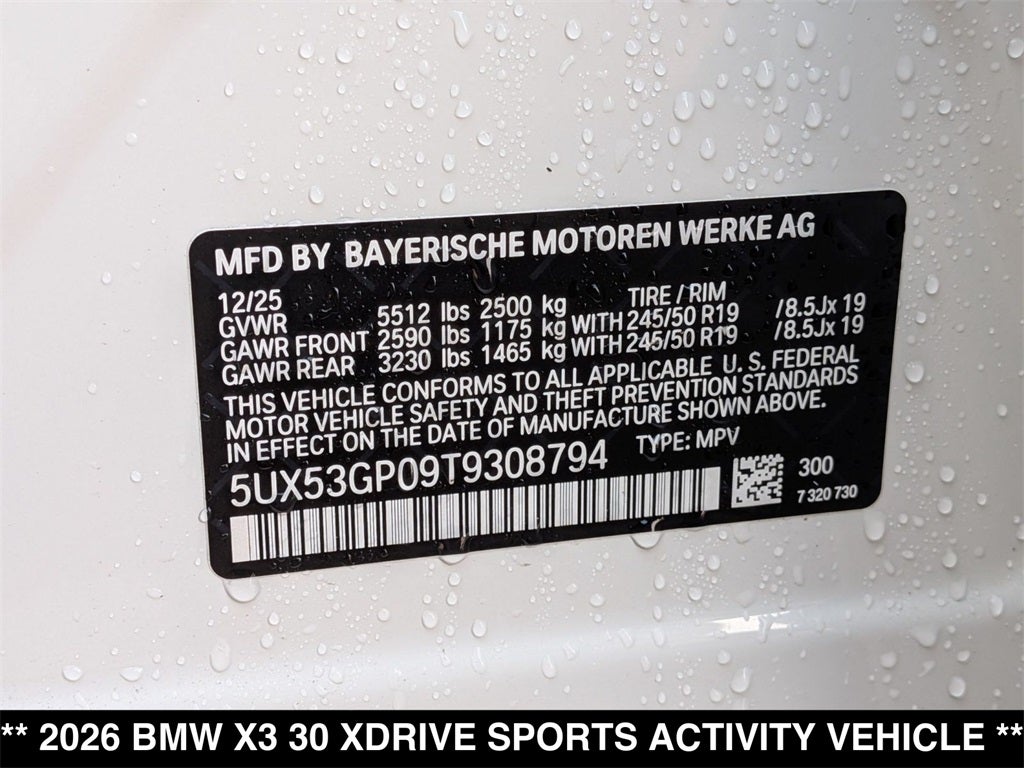 MFD BY BAYERISCHE MOTOREN WERKE AG
12/25 TIRE / RIM
GVWR 5512 lbs 2500 kg
GAWR FRONT 2590 lbs 1175 kg WITH 245/50 R19 /8.5Jx 19
GAWR REAR 3230 lbs 1465 kg WITH 245/50 R19 /8.5Jx 19
THIS VEHICLE CONFORMS TO ALL APPLICABLE U. S. FEDERAL
MOTOR VEHICLE SAFETY AND THEFT PREVENTION STANDARDS
IN EFFECT ON THE DATE OF MANUFACTURE SHOWN ABOVE.
5UX53GP09T9308794 TYPE: MPV
300
7 320 730
** 2026 BMW X3 30 XDRIVE SPORTS ACTIVITY VEHICLE **